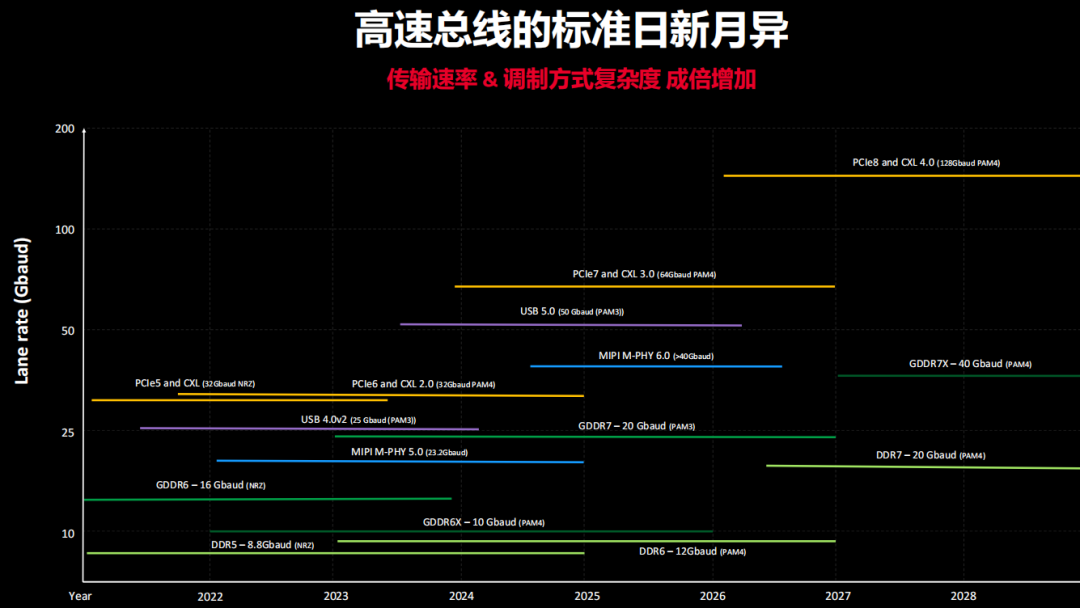 高速总线的标准日新月异
传输速率 & 调制方式复杂度 成倍增加
200
PCIe8 and CXL 4.0 (128Gbaud PAM4)
100
PCIe7 and CXL 3.0 (64Gbaud PAM4)
USB 5.0 (50 Gbaud (PAM3))
50
MIPI M-PHY 6.0 (>40Gbaud)
GDDR7X – 40 Gbaud (PAM4)
PCIe5 and CXL (32Gbaud NRZ)
PCIe6 and CXL 2.0 (32Gbaud PAM4)
USB 4.0v2 (25 Gbaud (PAM3))
GDDR7 – 20 Gbaud (PAM3)
25
MIPI M-PHY 5.0 (23.2Gbaud)
DDR7 – 20 Gbaud (PAM4)
GDDR6 – 16 Gbaud (NRZ)
GDDR6X – 10 Gbaud (PAM4)
10
DDR5 – 8.8Gbaud (NRZ)
DDR6 – 12Gbaud (PAM4)
Lane rate (Gbaud)
Year 2022 2023 2024 2025 2026 2027 2028